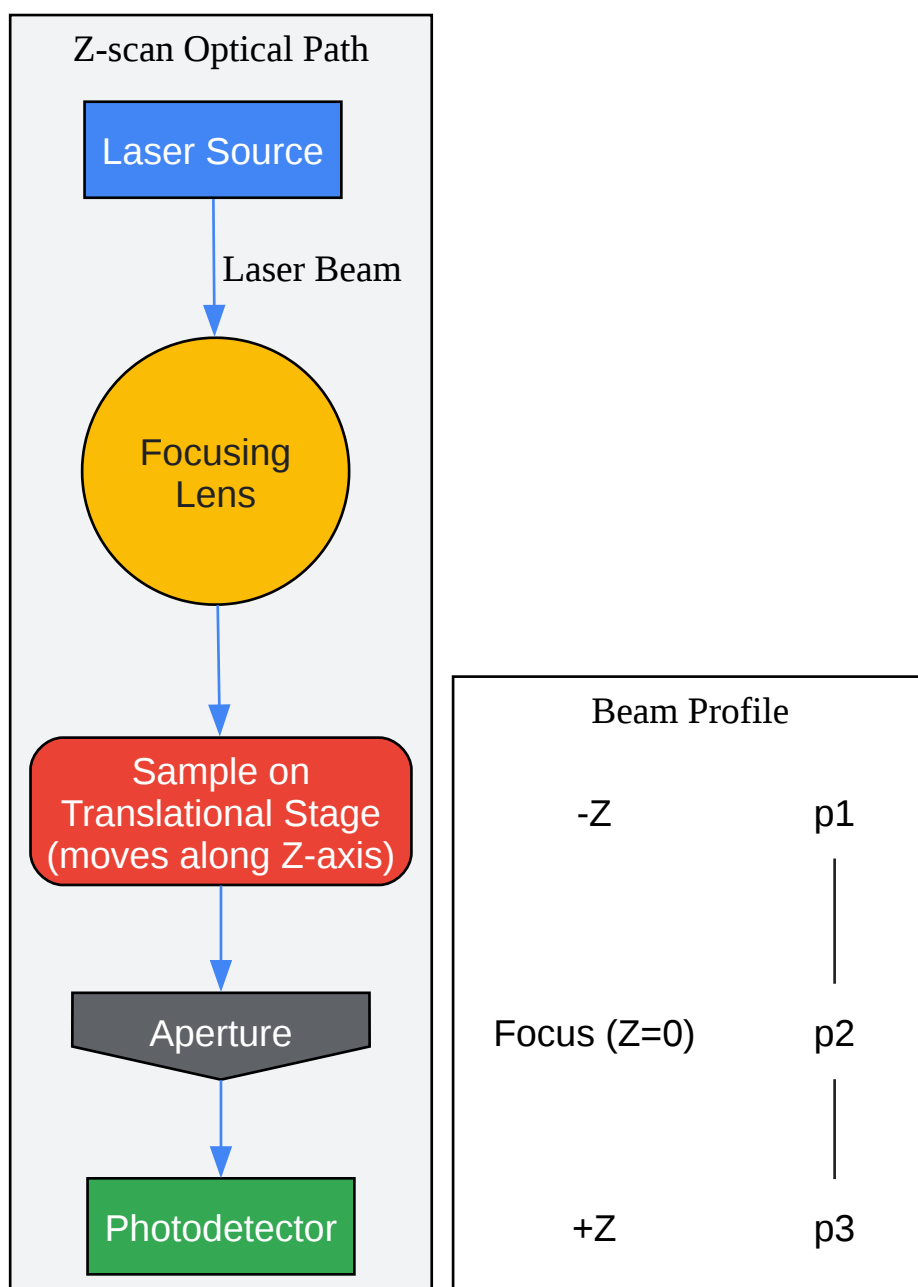 Z-scan Optical Path
Laser Source
Laser Beam
Focusing
Lens
Sample on
Translational Stage
(moves along Z-axis)
Aperture
Photodetector
Beam Profile
-Z p1
Focus (Z=0) p2
+Z p3